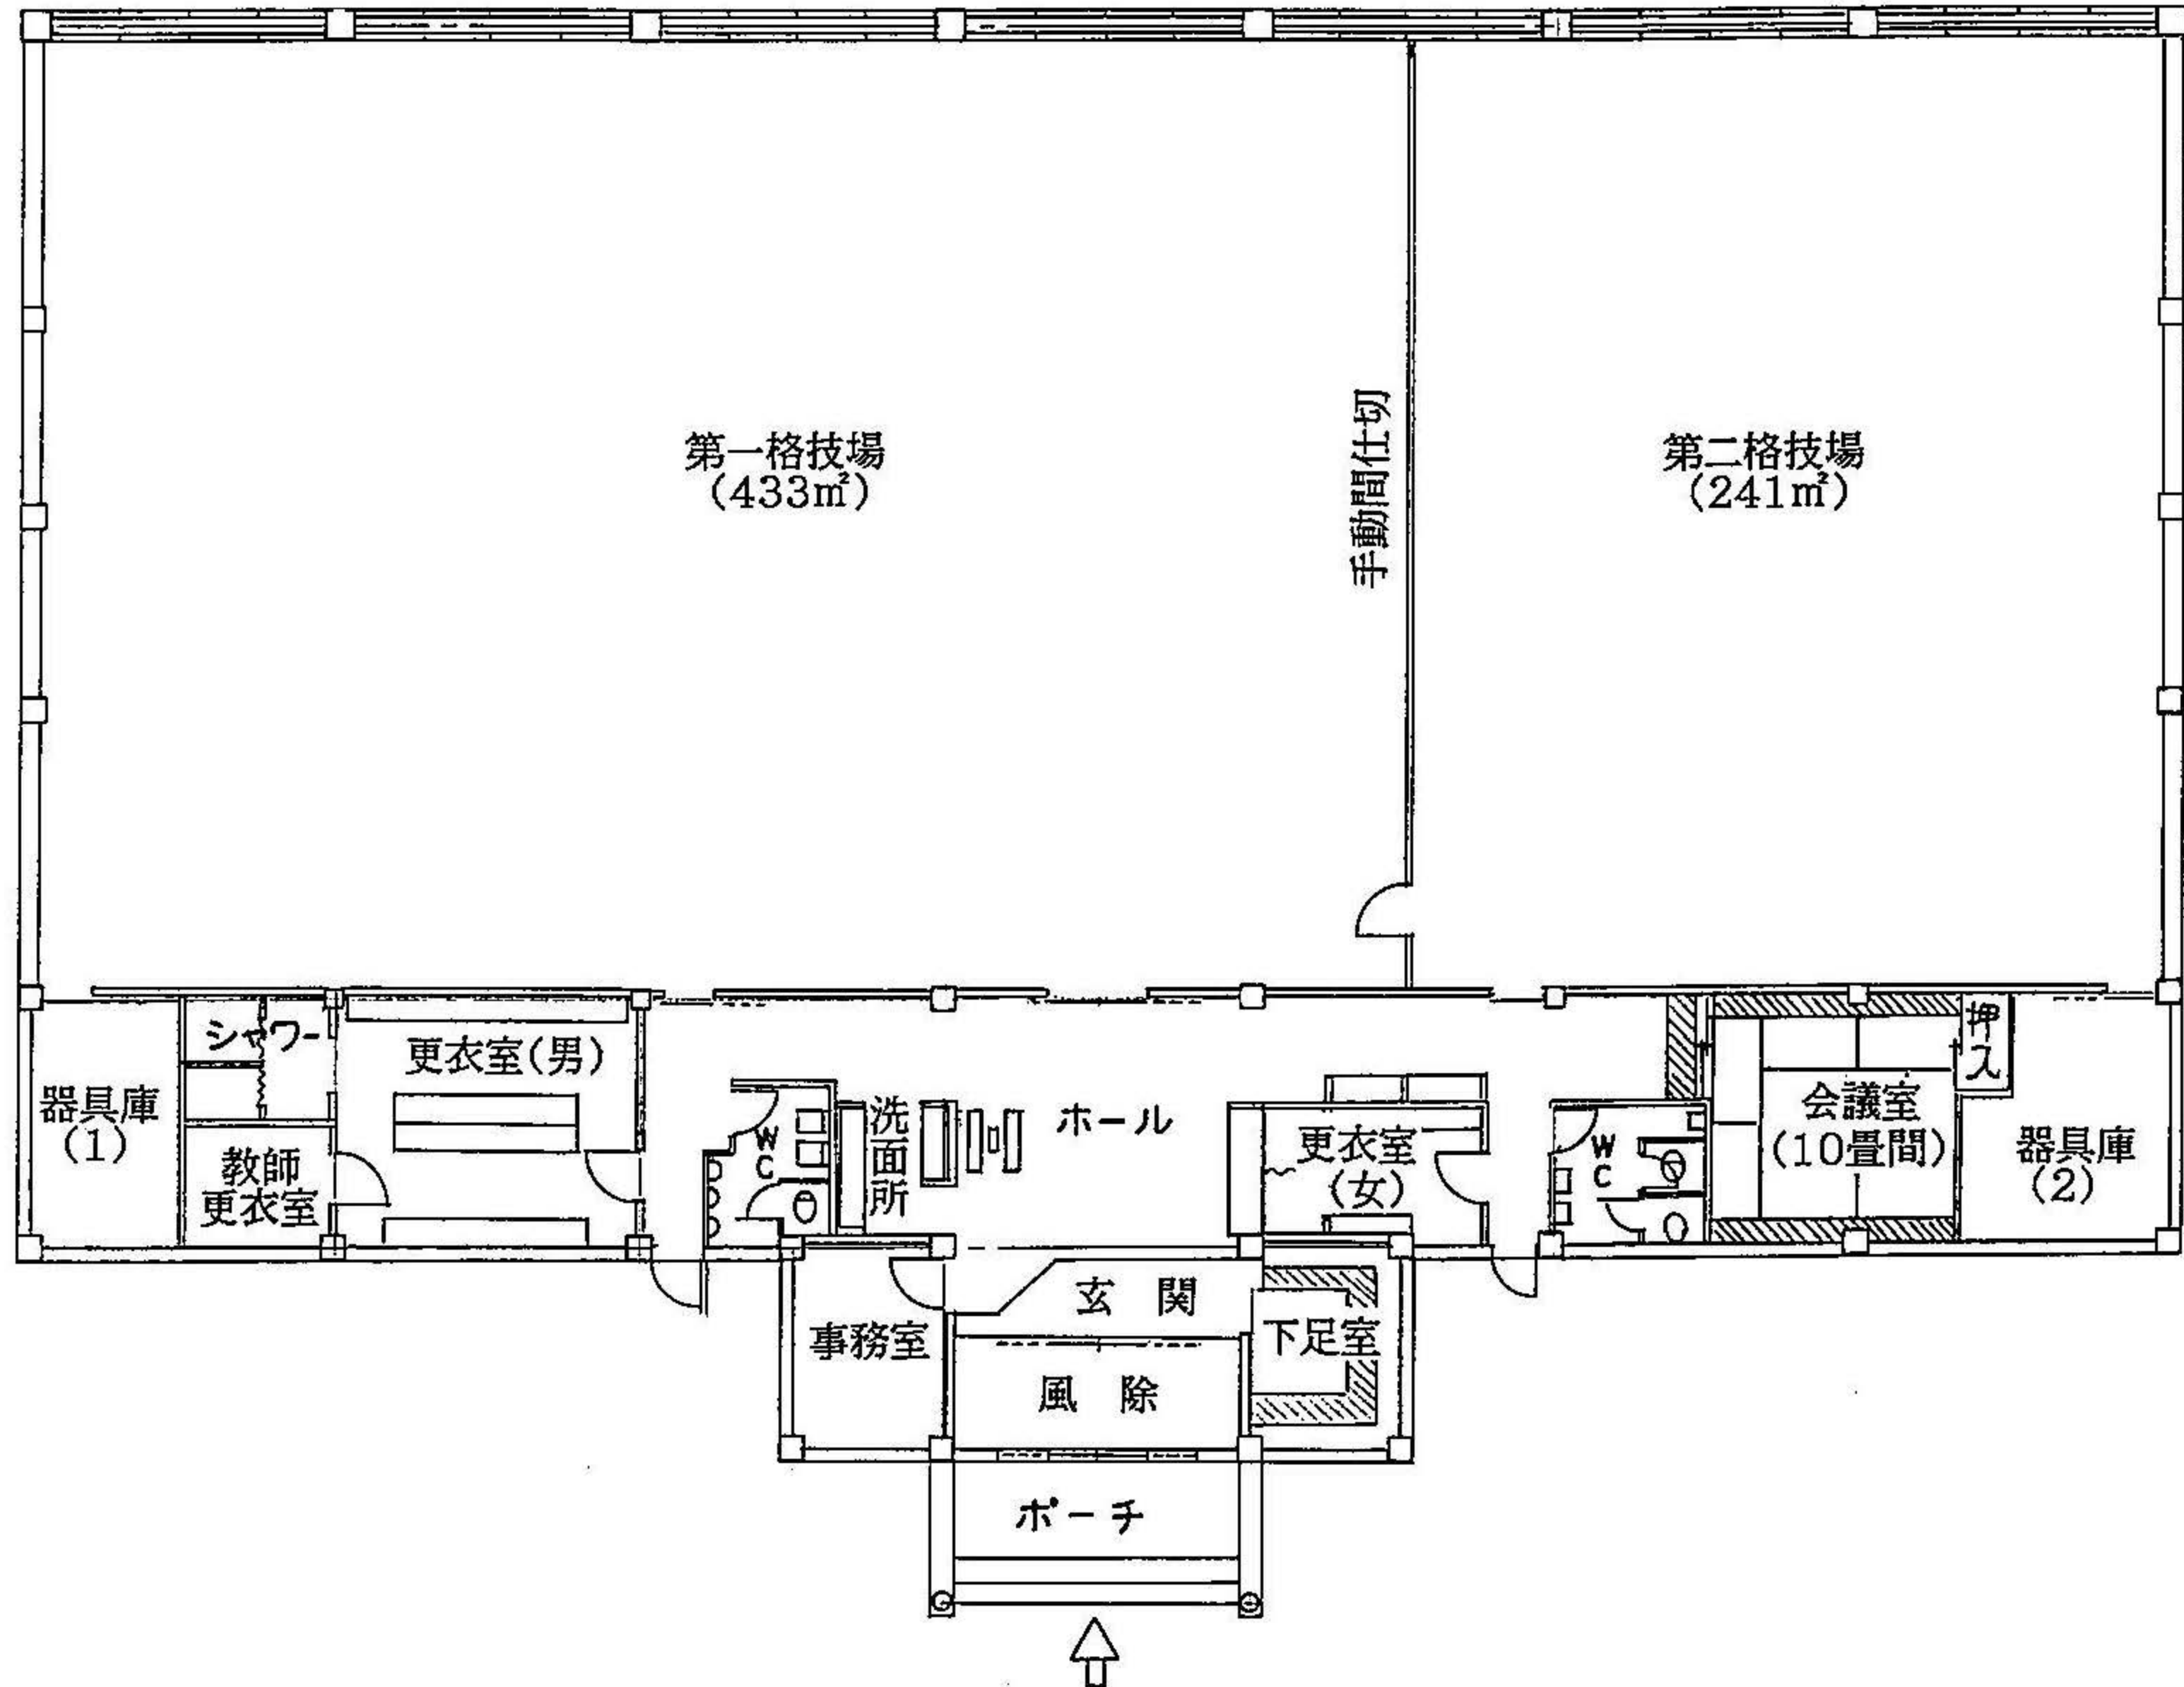 第一格技場
(433㎡)
手動間仕切
第二格技場
(241㎡)
器具庫
(1)
シャワー
教師
更衣室
更衣室(男)
WC
洗面所
ホール
更衣室
(女)
WC
会議室
(10畳間)
押入
器具庫
(2)
事務室
玄関
下足室
風除
ポーチ